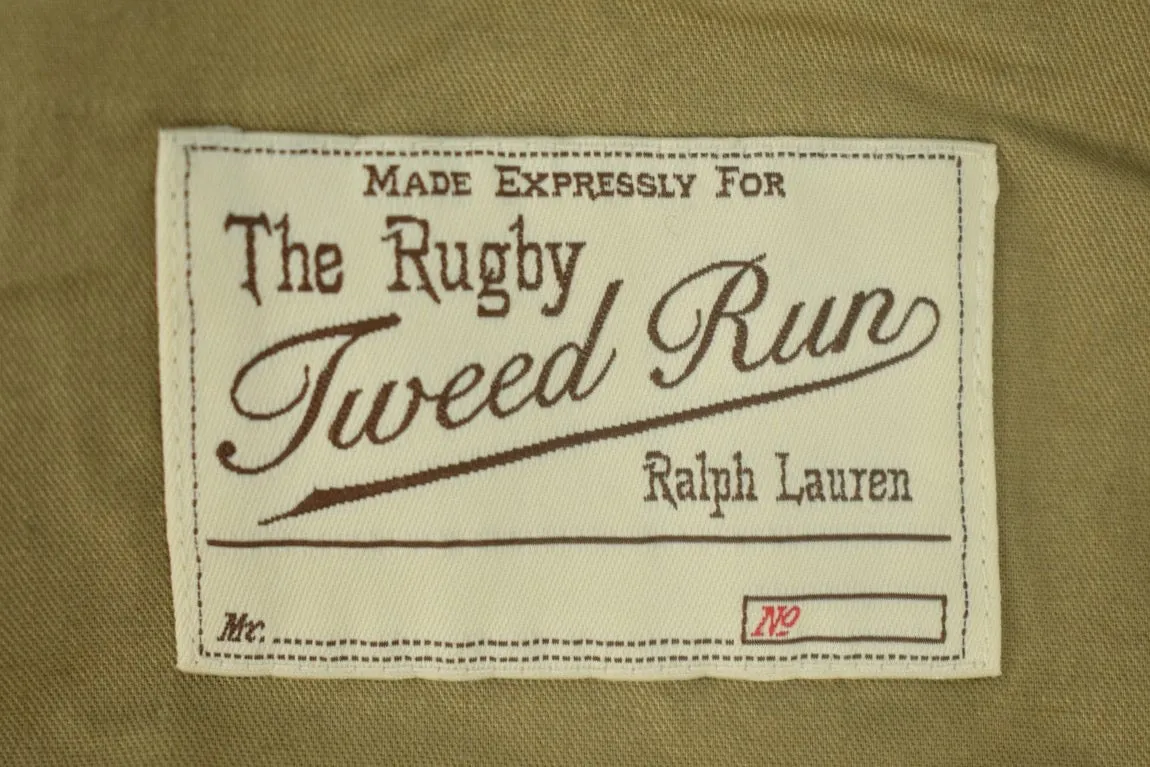 Made Expressly For
The Rugby
Tweed Run
Ralph Lauren
Mr.
No